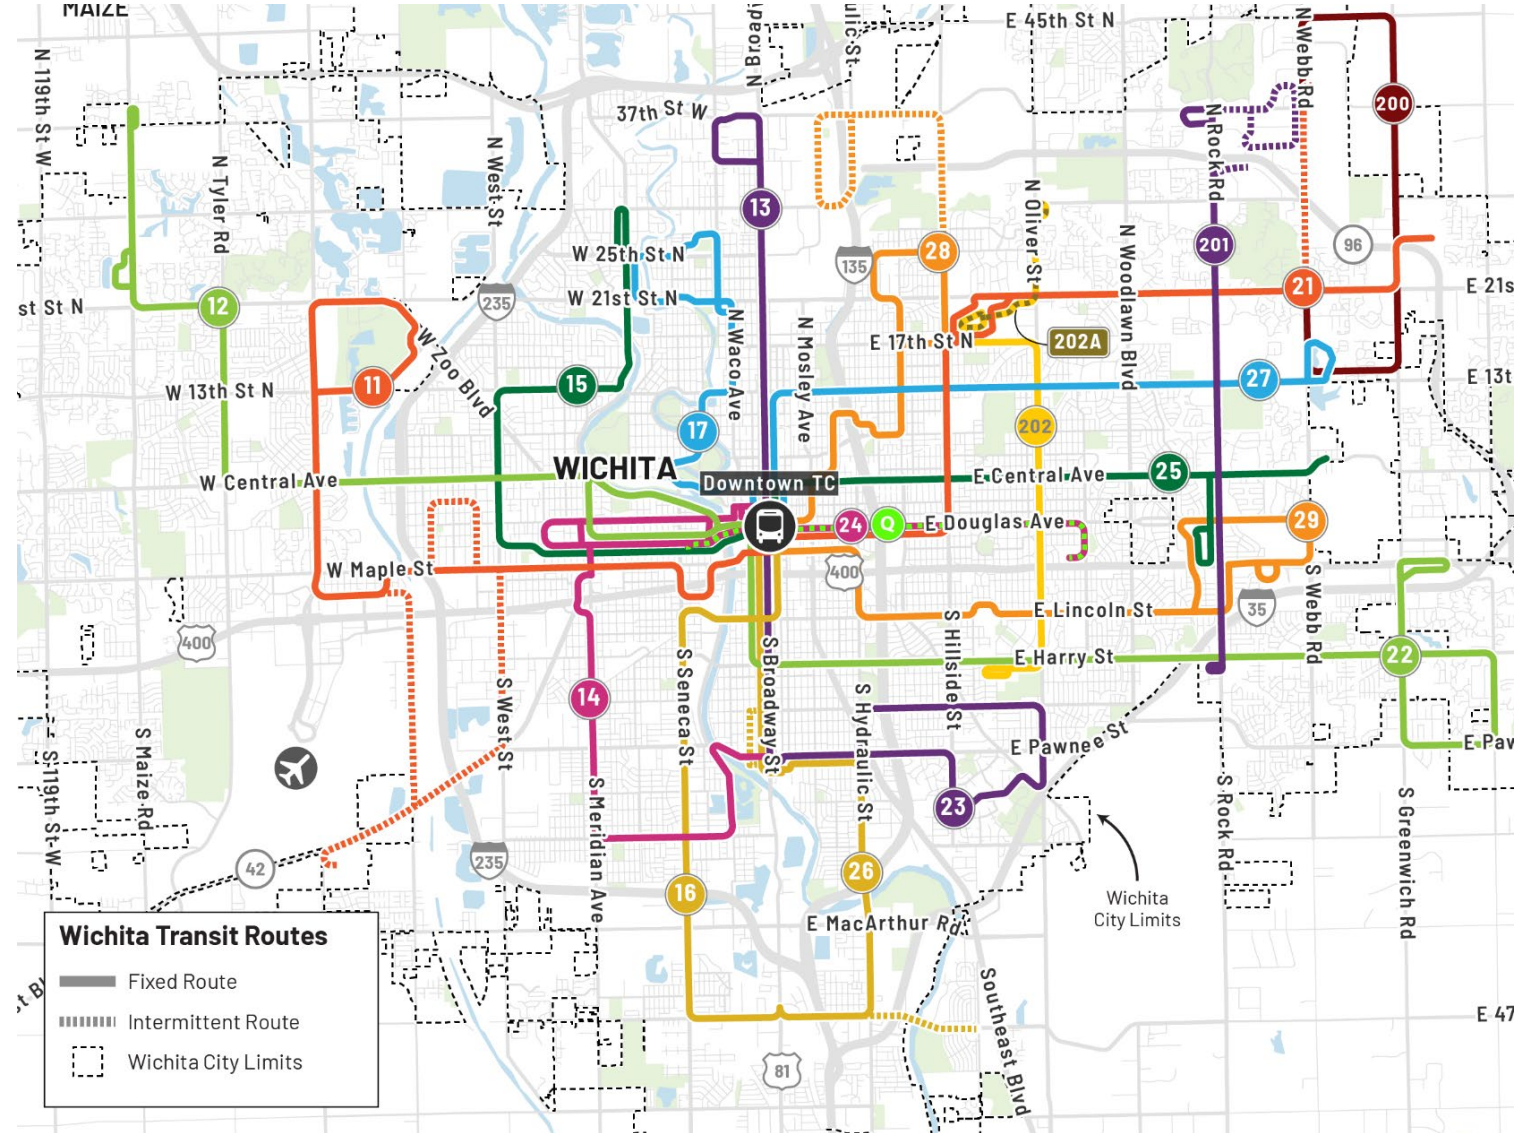 MAIZE
N 119th St W
N Tyler Rd
N West St
37th St W
N Broadw
ulic St
E 45th St N
N Webb Rd
200
N Rock Rd
13
N Oliver St
N Woodlawn Blvd
201
96
28
135
W 25th St N
W 21st St N
235
12
st St N
21
E 21s
202A
E 17th St N
N Waco Ave
N Mosley Ave
W Zoo Blvd
W 13th St N
11
15
27
E 13t
17
202
WICHITA
Downtown TC
W Central Ave
E Central Ave
25
24
Q
E Douglas Ave
29
W Maple St
400
E Lincoln St
35
S Webb Rd
400
S Hillside St
E Harry St
22
S Seneca St
S Broadway St
14
S Hydraulic St
S West St
E Pawnee St
E Paw
S 119th St W
S Maize Rd
23
S Meridian Ave
S Rock Rd
S Greenwich Rd
42
235
16
26
Wichita
City Limits
E MacArthur Rd
Southeast Blvd
E 47
81
Wichita Transit Routes
Fixed Route
Intermittent Route
Wichita City Limits